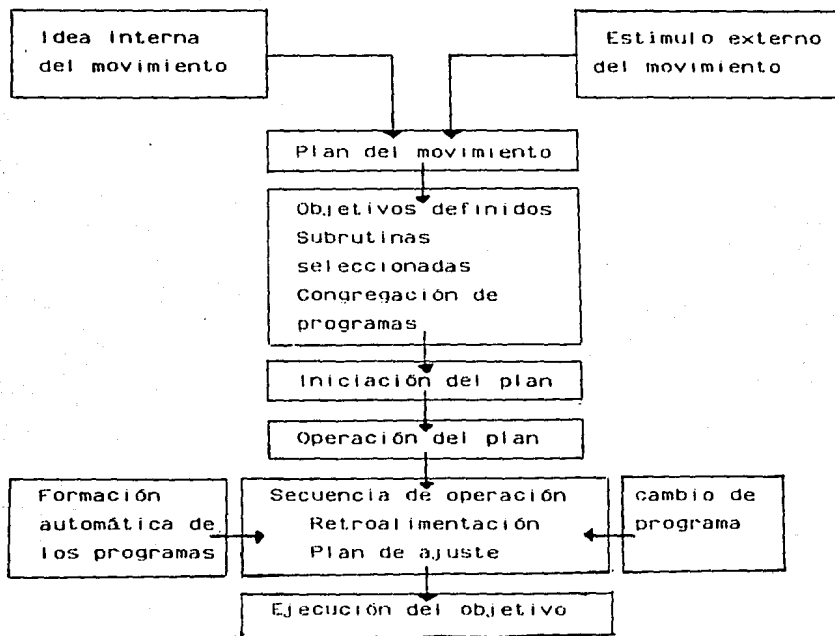 Idea interna
del movimiento
Estimulo externo
del movimiento
Plan del movimiento
Objetivos definidos
Subrutinas
seleccionadas
Congregación de
programas
Iniciación del plan
Operación del plan
Formación
automática de
los programas
Secuencia de operación
Retroalimentación
Plan de ajuste
cambio de
programa
Ejecución del objetivo